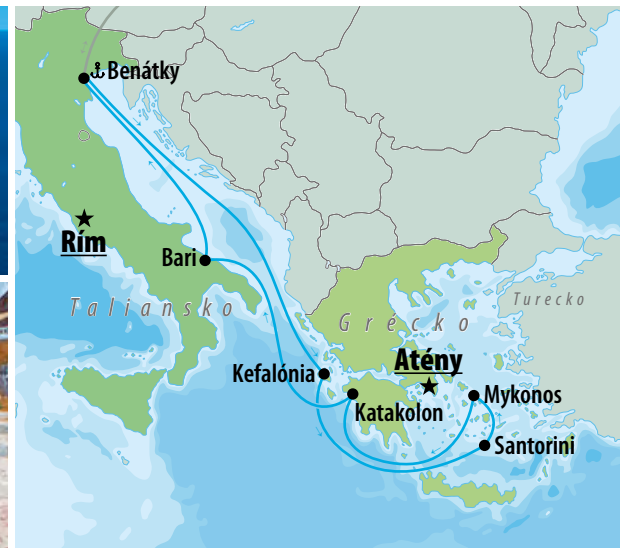 Benátky
Rím
Bari
Taliansko
Turecko
Grécko
Kefalónia
Atény
Katakolon
Mykonos
Santorini